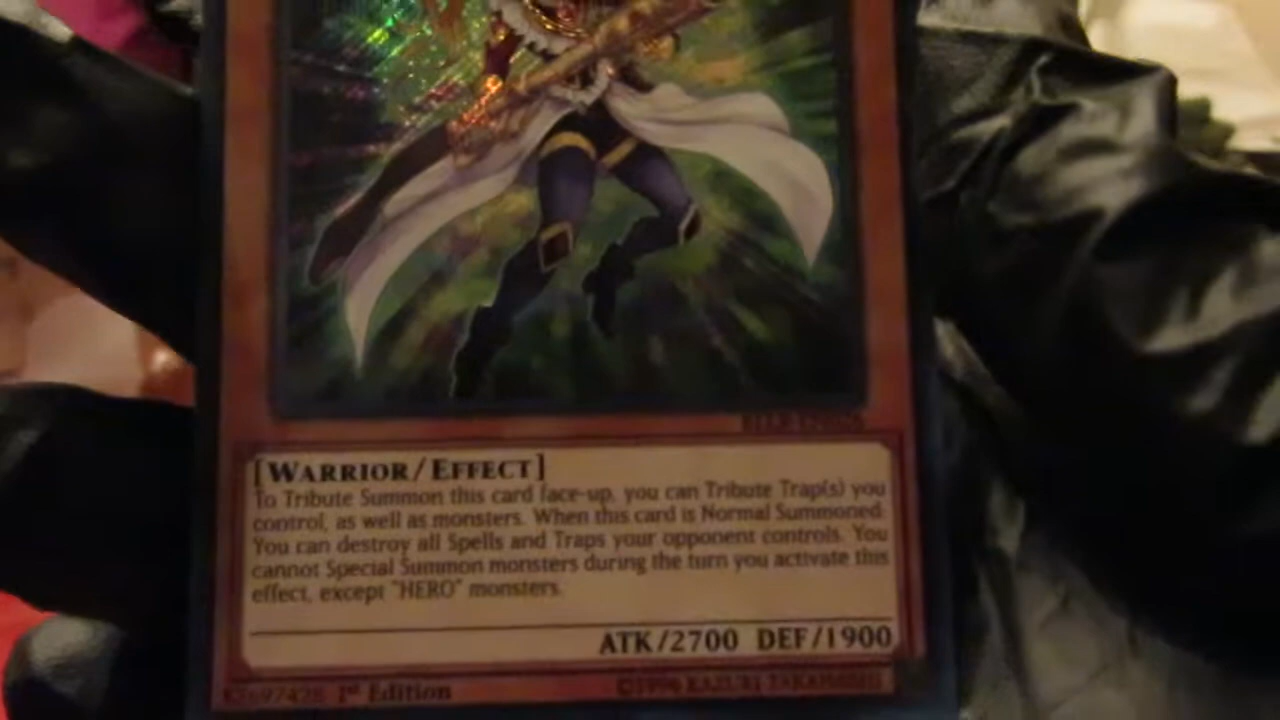 [WARRIOR/EFFECT]
To Tribute Summon this card face-up, you can Tribute Trap(s) you
control, as well as monsters. When this card is Normal Summoned:
You can destroy all Spells and Traps your opponent controls. You
cannot Special Summon monsters during the turn you activate this
effect, except "HERO" monsters.
ATK/2700 DEF/1900
1st Edition
©1996 KAZUKI TAKAHASHI